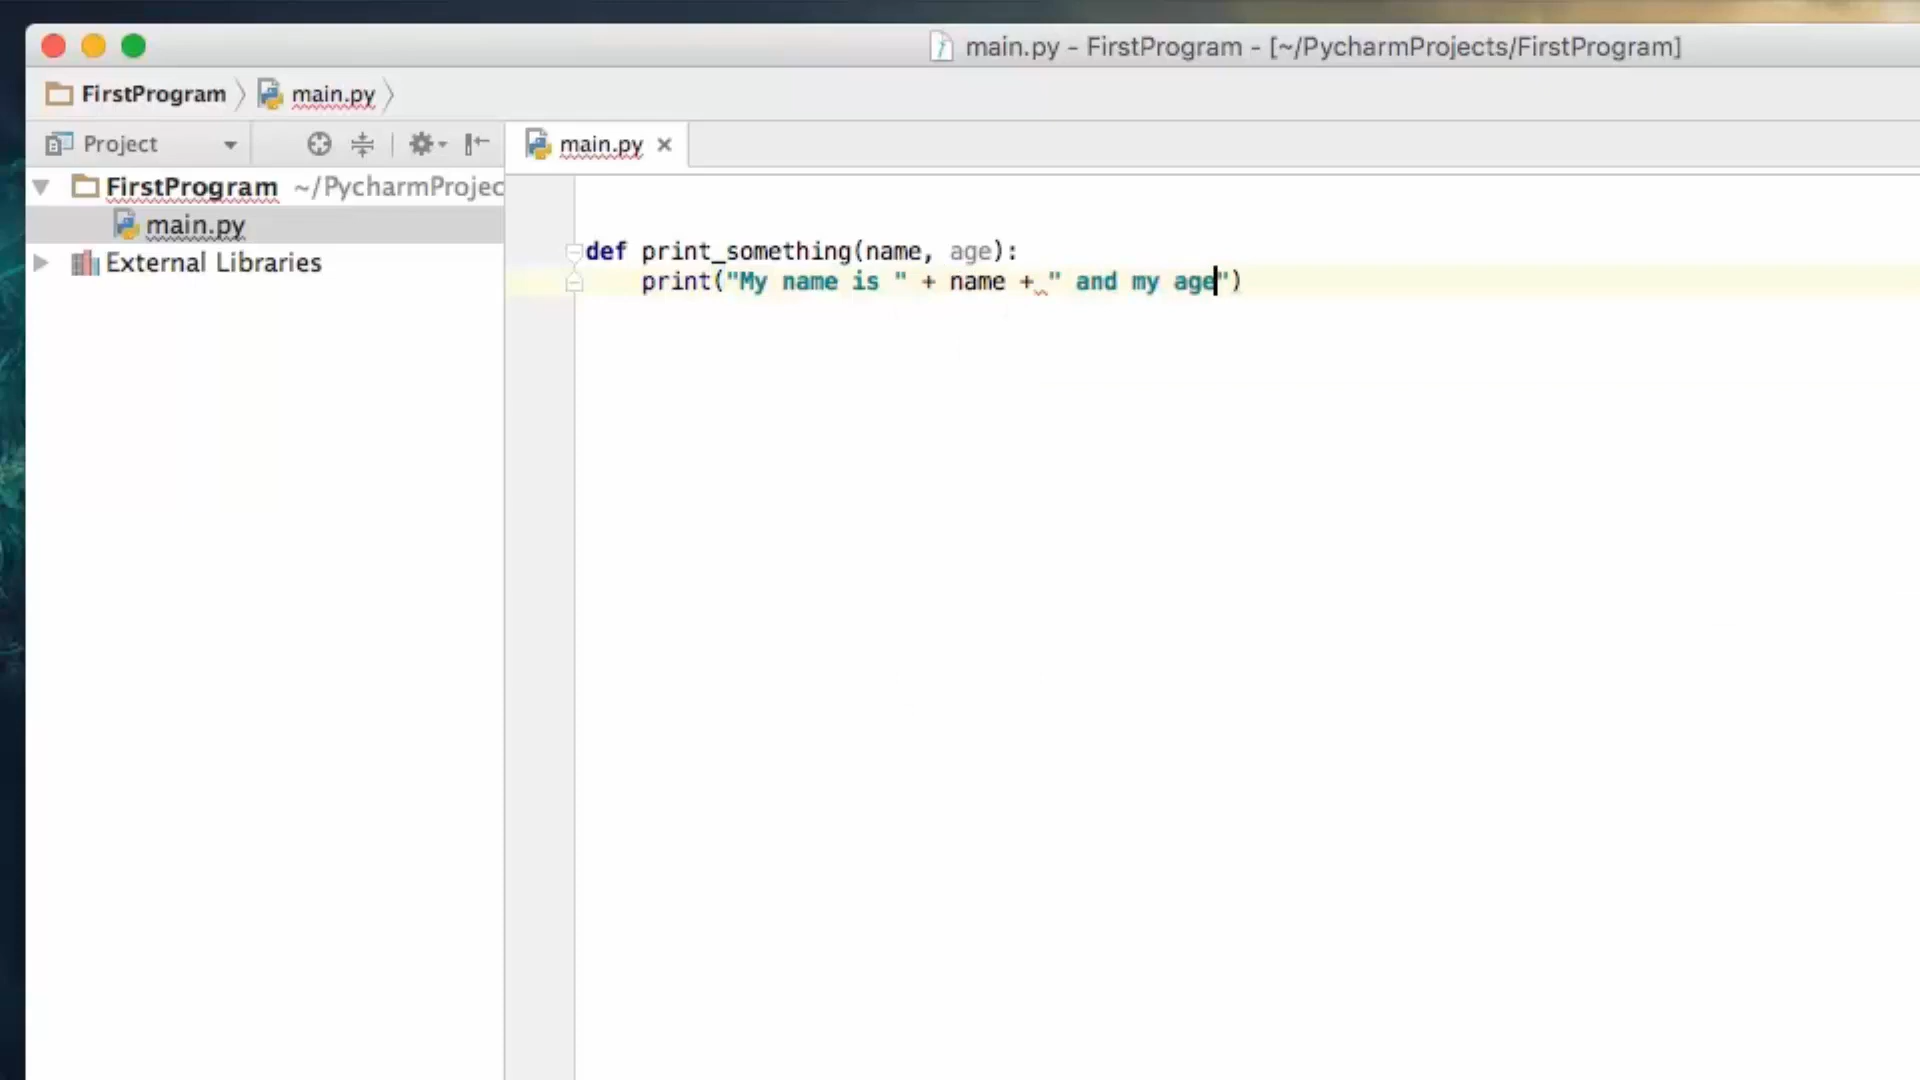 main.py - FirstProgram - [~/PycharmProjects/FirstProgram]
FirstProgram
main.py
Project
main.py
FirstProgram ~/PycharmProjec
main.py
External Libraries
def print_something(name, age):
    print("My name is " + name + " and my age")